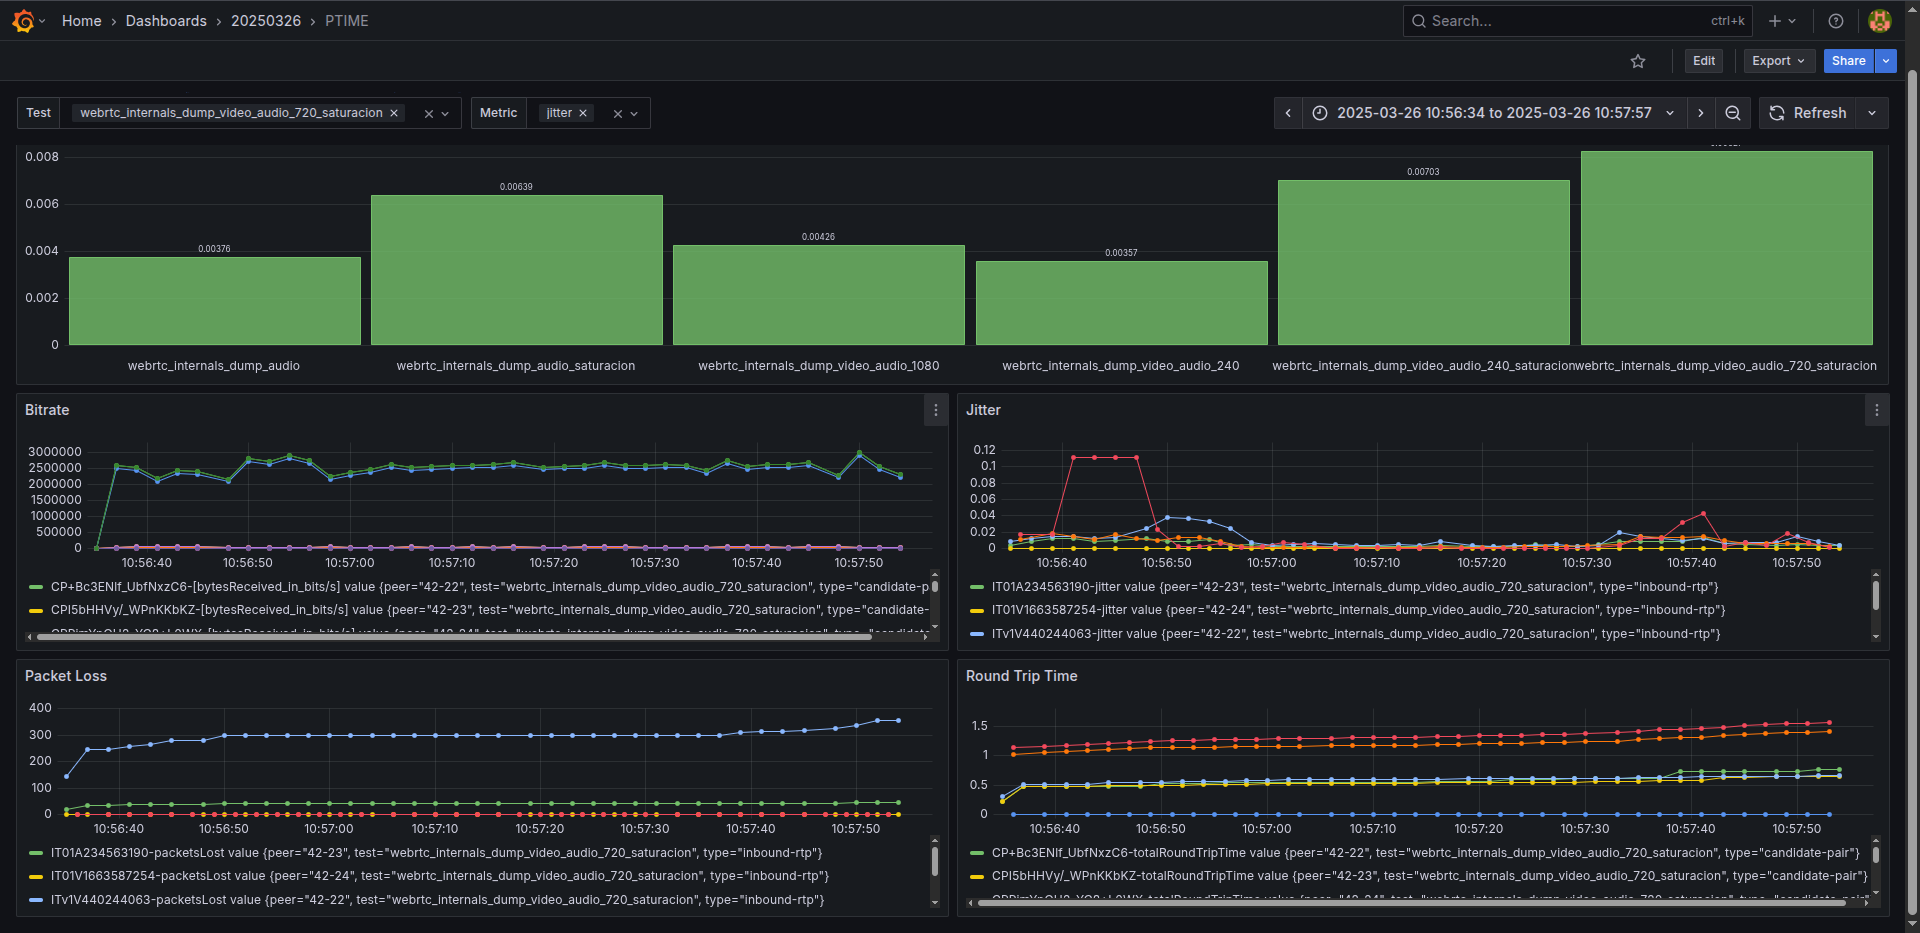 Home › Dashboards › 20250326 › PTIME
Search... ctrl+k
Edit Export Share
Test webrtc_internals_dump_video_audio_720_saturacion Metric jitter 2025-03-26 10:56:34 to 2025-03-26 10:57:57 Refresh
0.008
0.006
0.004
0.002
0
0.00376
0.00639
0.00426
0.00357
0.00703
webrtc_internals_dump_audio
webrtc_internals_dump_audio_saturacion
webrtc_internals_dump_video_audio_1080
webrtc_internals_dump_video_audio_240
webrtc_internals_dump_video_audio_240_saturacion
webrtc_internals_dump_video_audio_720_saturacion
Bitrate
3000000
2500000
2000000
1500000
1000000
500000
0
10:56:40 10:56:50 10:57:00 10:57:10 10:57:20 10:57:30 10:57:40 10:57:50
CP+Bc3ENlf_UbfNxzC6-[bytesReceived_in_bits/s] value {peer="42-22", test="webrtc_internals_dump_video_audio_720_saturacion", type="candidate-p
CPI5bHHVy/_WPnKKbKZ-[bytesReceived_in_bits/s] value {peer="42-23", test="webrtc_internals_dump_video_audio_720_saturacion", type="candidate-
Jitter
0.12
0.1
0.08
0.06
0.04
0.02
0
10:56:40 10:56:50 10:57:00 10:57:10 10:57:20 10:57:30 10:57:40 10:57:50
IT01A234563190-jitter value {peer="42-23", test="webrtc_internals_dump_video_audio_720_saturacion", type="inbound-rtp"}
IT01V1663587254-jitter value {peer="42-24", test="webrtc_internals_dump_video_audio_720_saturacion", type="inbound-rtp"}
ITv1V440244063-jitter value {peer="42-22", test="webrtc_internals_dump_video_audio_720_saturacion", type="inbound-rtp"}
Packet Loss
400
300
200
100
0
10:56:40 10:56:50 10:57:00 10:57:10 10:57:20 10:57:30 10:57:40 10:57:50
IT01A234563190-packetsLost value {peer="42-23", test="webrtc_internals_dump_video_audio_720_saturacion", type="inbound-rtp"}
IT01V1663587254-packetsLost value {peer="42-24", test="webrtc_internals_dump_video_audio_720_saturacion", type="inbound-rtp"}
ITv1V440244063-packetsLost value {peer="42-22", test="webrtc_internals_dump_video_audio_720_saturacion", type="inbound-rtp"}
Round Trip Time
1.5
1
0.5
0
10:56:40 10:56:50 10:57:00 10:57:10 10:57:20 10:57:30 10:57:40 10:57:50
CP+Bc3ENlf_UbfNxzC6-totalRoundTripTime value {peer="42-22", test="webrtc_internals_dump_video_audio_720_saturacion", type="candidate-pair"}
CPI5bHHVy/_WPnKKbKZ-totalRoundTripTime value {peer="42-23", test="webrtc_internals_dump_video_audio_720_saturacion", type="candidate-pair"}